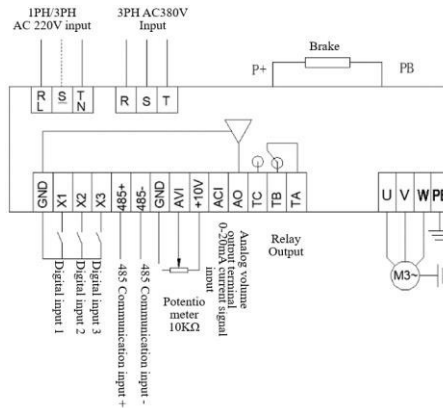 1PH/3PH
AC 220V input
3PH AC380V
Input
Brake
P+
PB
R S T
L N
R S T
GND X1 X2 X3 485+ 485- GND AVI +10V ACI AO TC TB TA
U V W PE
Digital input 1
Digital input 2
Digital input 3
485 Communication input +
485 Communication input -
Potentio
meter
10KΩ
Analog volume
output terminal
0-20mA current signal
input
Relay
Output
M3~